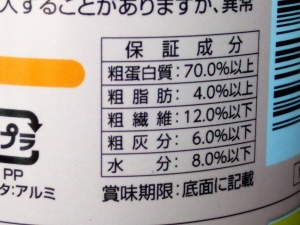 入することがありますが、異常
保証成分
粗蛋白質:70.0%以上
粗脂肪:4.0%以上
粗繊維:12.0%以下
粗灰分:6.0%以下
水分:8.0%以下
賞味期限:底面に記載
プラ
PP
タ:アルミ